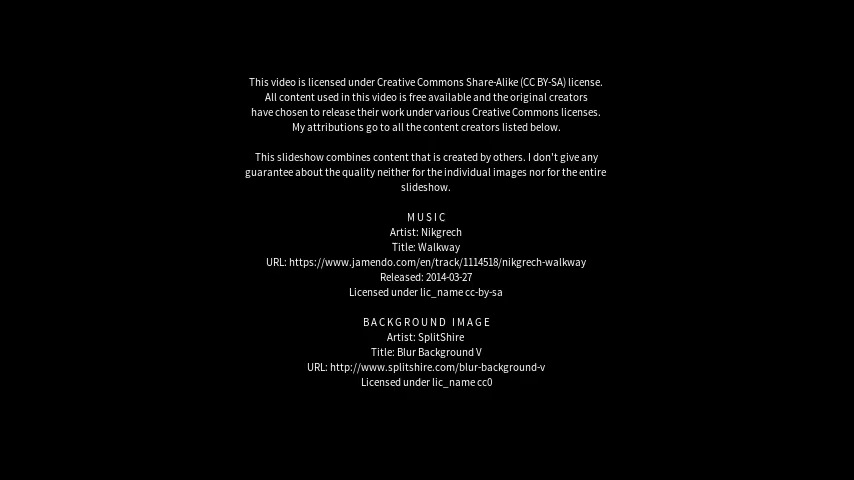 This video is licensed under Creative Commons Share-Alike (CC BY-SA) license.
All content used in this video is free available and the original creators
have chosen to release their work under various Creative Commons licenses.
My attributions go to all the content creators listed below.
This slideshow combines content that is created by others. I don't give any
guarantee about the quality neither for the individual images nor for the entire
slideshow.
MUSIC
Artist: Nikgrech
Title: Walkway
URL: https://www.jamendo.com/en/track/1114518/nikgrech-walkway
Released: 2014-03-27
Licensed under lic_name cc-by-sa
BACKGROUND IMAGE
Artist: SplitShire
Title: Blur Background V
URL: http://www.splitshire.com/blur-background-v
Licensed under lic_name cc0